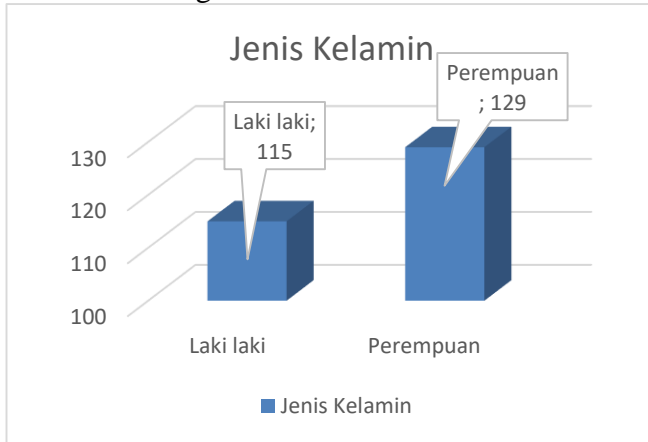 Jenis Kelamin
Perempuan
; 129
Laki laki;
115
130
120
110
100
Laki laki
Perempuan
Jenis Kelamin